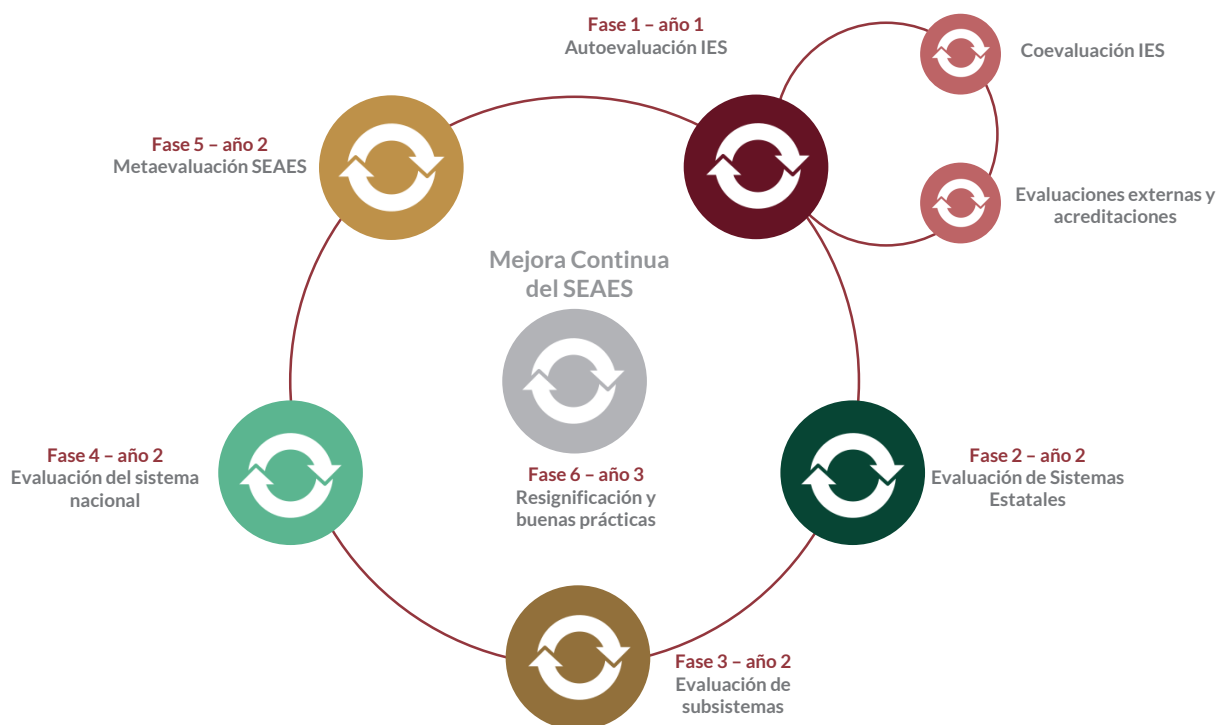 Fase 1 – año 1
Autoevaluación IES
Coevaluación IES
Evaluaciones externas y
acreditaciones
Fase 5 – año 2
Metaevaluación SEAES
Mejora Continua
del SEAES
Fase 6 – año 3
Resignificación y
buenas prácticas
Fase 4 – año 2
Evaluación del sistema
nacional
Fase 2 – año 2
Evaluación de Sistemas
Estatales
Fase 3 – año 2
Evaluación de
subsistemas